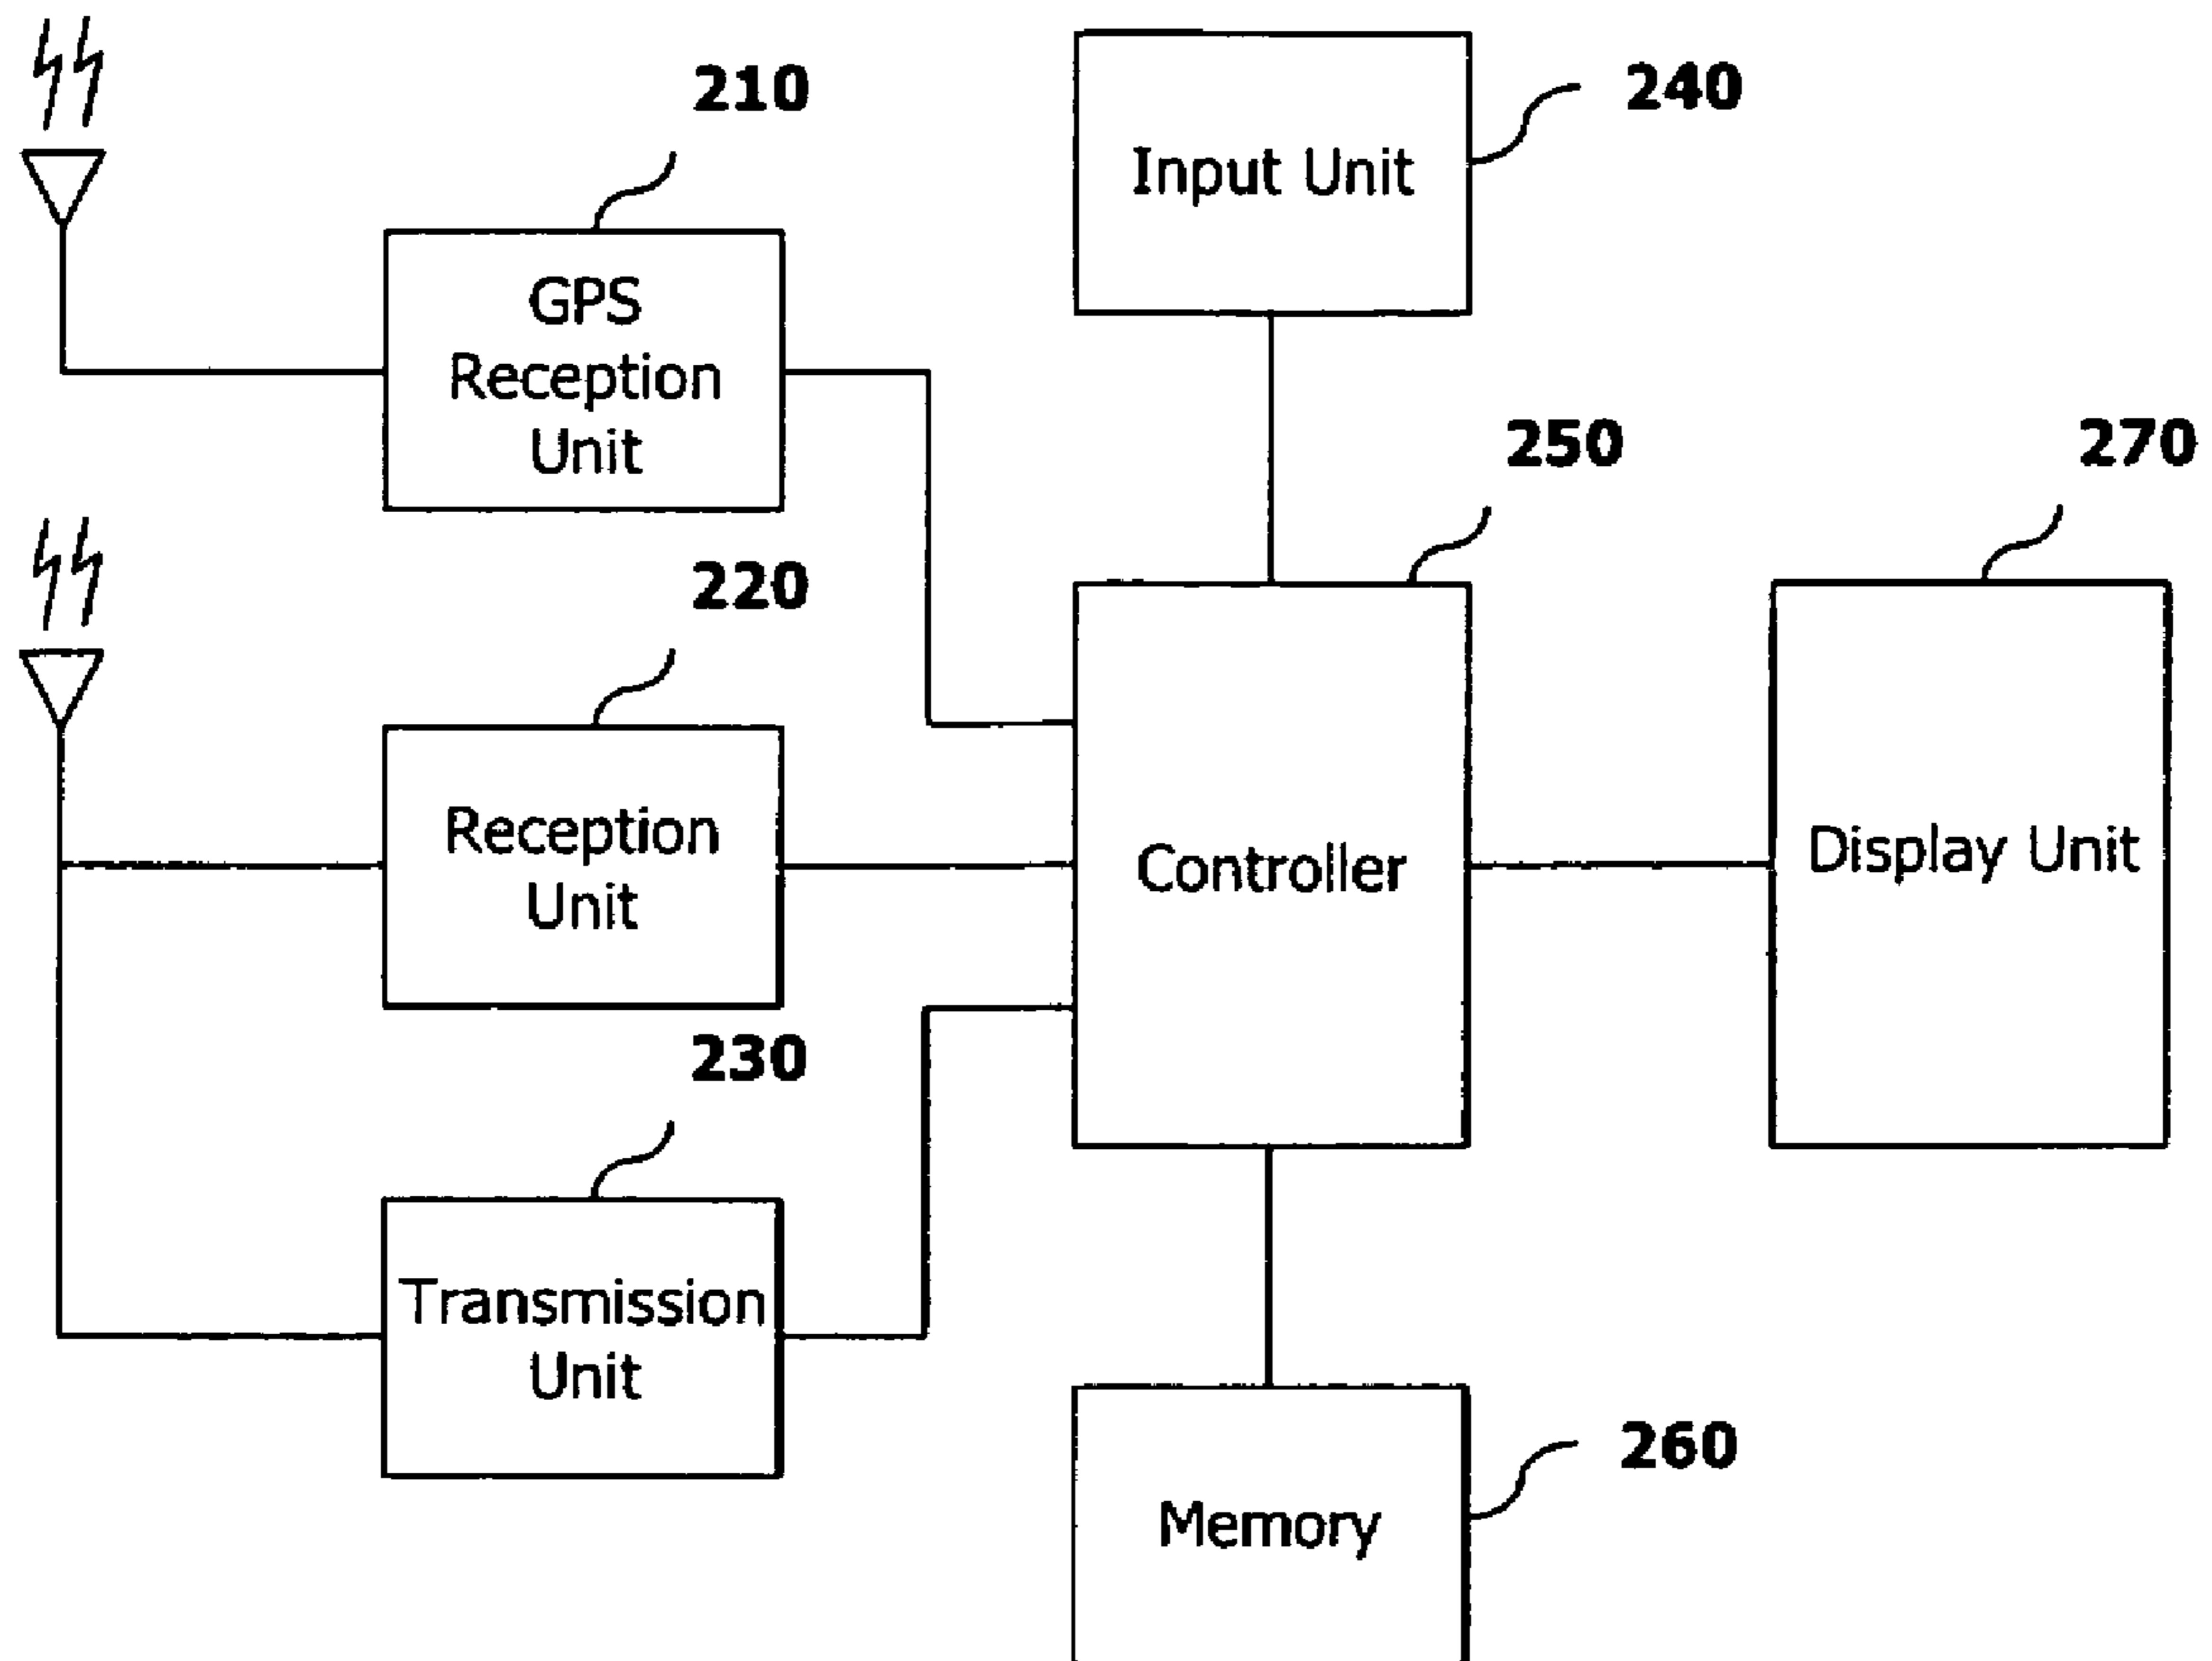 210
GPS
Reception
Unit
220
Reception
Unit
230
Transmission
Unit
240
Input Unit
250
Controller
270
Display Unit
260
Memory